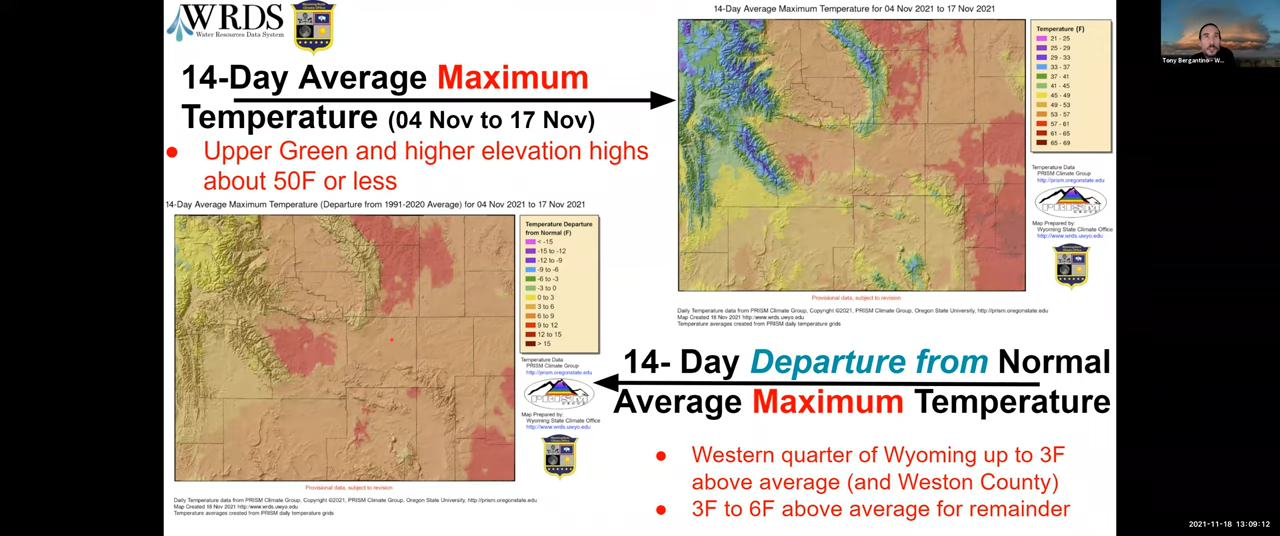 WRDS
Water Resources Data System
14-Day Average Maximum
Temperature (04 Nov to 17 Nov)
● Upper Green and higher elevation highs
about 50F or less
14-Day Average Maximum Temperature (Departure from 1991-2020 Average) for 04 Nov 2021 to 17 Nov 2021
Temperature Departure
from Normal (F)
< -15
-15 to -12
-12 to -9
-9 to -6
-6 to -3
-3 to 0
0 to 3
3 to 6
6 to 9
9 to 12
12 to 15
> 15
Temperature Data
PRISM Climate Group
http://prism.oregonstate.edu
PRISM
GROUP
Map Prepared by:
Wyoming State Climate Office
http://www.wrds.uwyo.edu
Provisional data, subject to revision
Daily Temperature data from PRISM Climate Group, Copyright ©2021, PRISM Climate Group, Oregon State University, http://prism.oregonstate.edu
Map Created 18 Nov 2021 http://www.wrds.uwyo.edu
Temperature averages created from PRISM daily temperature grids
14-Day Average Maximum Temperature for 04 Nov 2021 to 17 Nov 2021
Temperature (F)
21 - 25
25 - 29
29 - 33
33 - 37
37 - 41
41 - 45
45 - 49
49 - 53
53 - 57
57 - 61
61 - 65
65 - 69
Temperature Data
PRISM Climate Group
http://prism.oregonstate.edu
PRISM
GROUP
Map Prepared by:
Wyoming State Climate Office
http://www.wrds.uwyo.edu
Provisional data, subject to revision
Daily Temperature data from PRISM Climate Group, Copyright ©2021, PRISM Climate Group, Oregon State University, http://prism.oregonstate.edu
Map Created 18 Nov 2021 http://www.wrds.uwyo.edu
Temperature averages created from PRISM daily temperature grids
14- Day Departure from Normal
Average Maximum Temperature
● Western quarter of Wyoming up to 3F
above average (and Weston County)
● 3F to 6F above average for remainder
Tony Bergantino - W...
2021-11-18 13:09:12